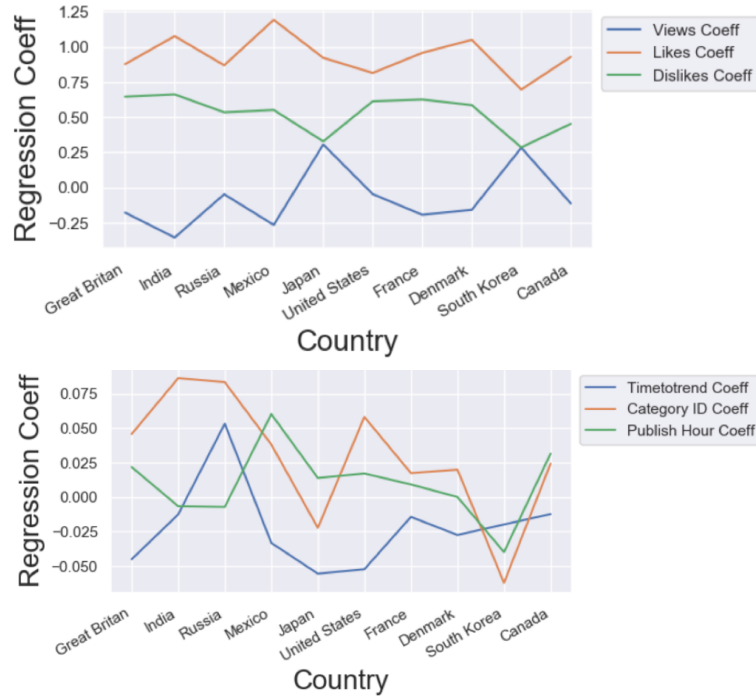 1.25
1.00
0.75
0.50
0.25
0.00
−0.25
Regression Coeff
Views Coeff
Likes Coeff
Dislikes Coeff
Great Britan
India
Russia
Mexico
Japan
United States
France
Denmark
South Korea
Canada
Country
0.075
0.050
0.025
0.000
−0.025
−0.050
Regression Coeff
Timetotrend Coeff
Category ID Coeff
Publish Hour Coeff
Great Britan
India
Russia
Mexico
Japan
United States
France
Denmark
South Korea
Canada
Country